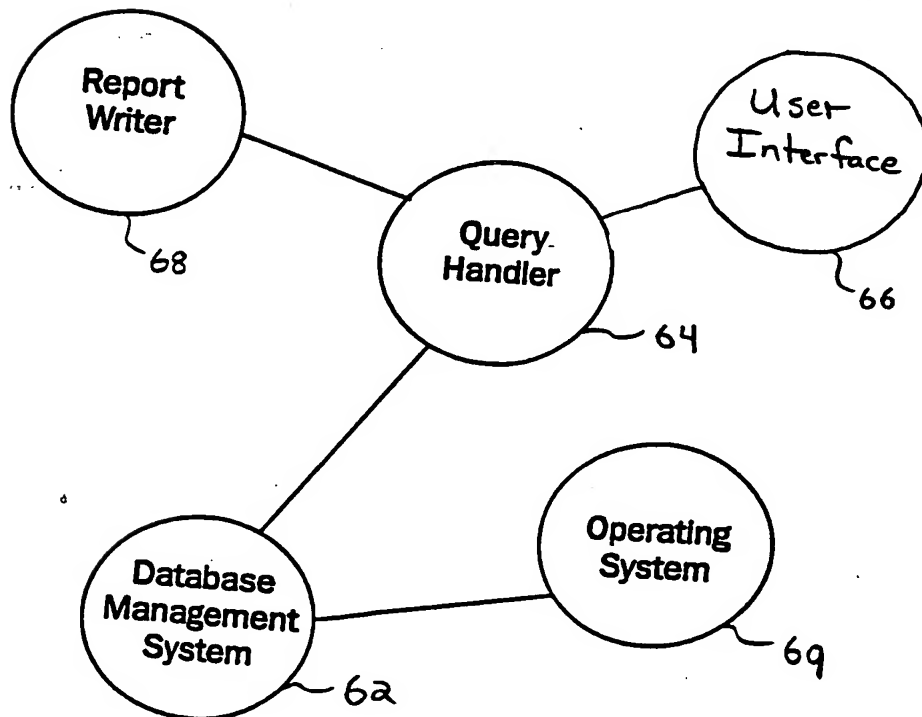 Report
Writer
68
User
Interface
66
Query
Handler
64
Operating
System
69
Database
Management
System
62